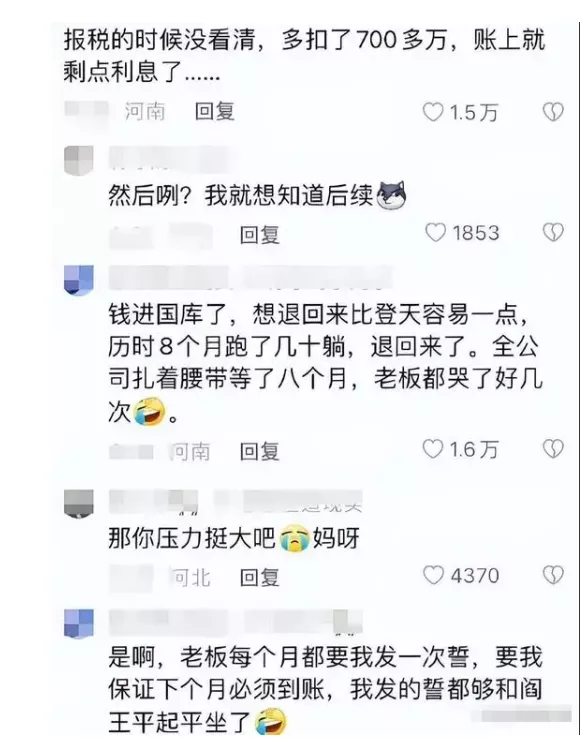 报税的时候没看清，多扣了700多万，账上就
剩点利息了……
河南 回复 1.5万
然后咧？我就想知道后续
回复 1853
钱进国库了，想退回来比登天容易一点，
历时8个月跑了几十躺，退回来了。全公
司扎着腰带等了八个月，老板都哭了好几
次。
河南 回复 1.6万
那你压力挺大吧妈呀
河北 回复 4370
是啊，老板每个月都要我发一次誓，要我
保证下个月必须到账，我发的誓都够和阎
王平起平坐了